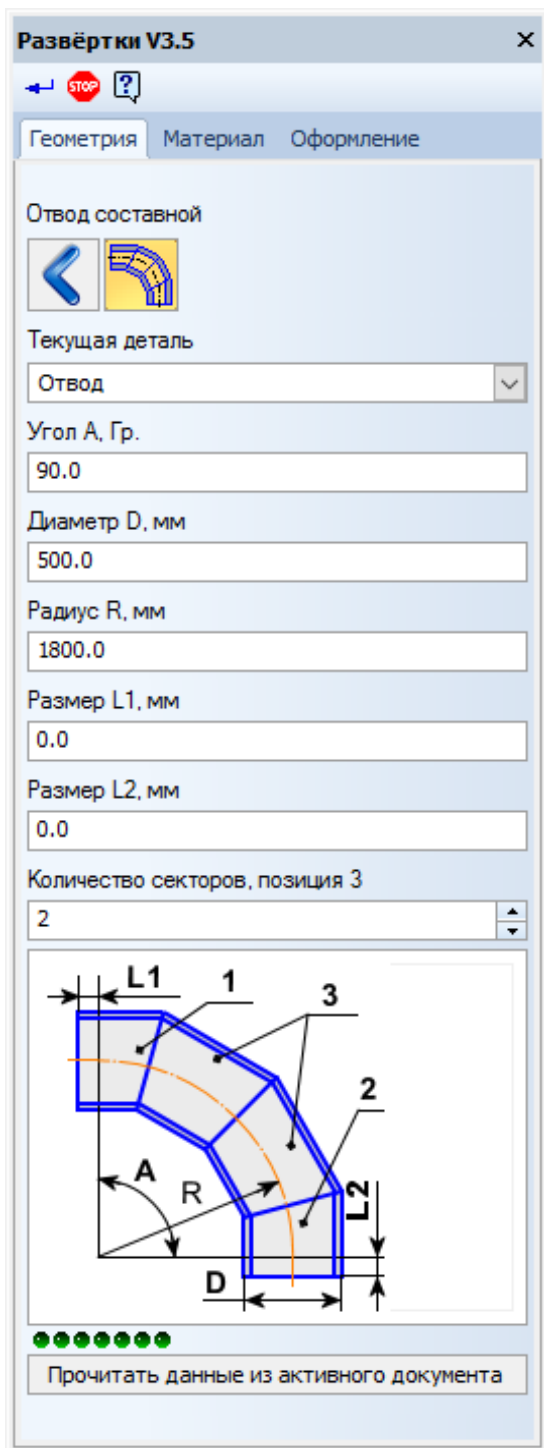 Развёртки V3.5
STOP
?
Геометрия Материал Оформление
Отвод составной
Текущая деталь
Отвод
Угол А, Гр.
90.0
Диаметр D, мм
500.0
Радиус R, мм
1800.0
Размер L1, мм
0.0
Размер L2, мм
0.0
Количество секторов, позиция 3
2
L1
1
3
2
A
R
L2
D
Прочитать данные из активного документа